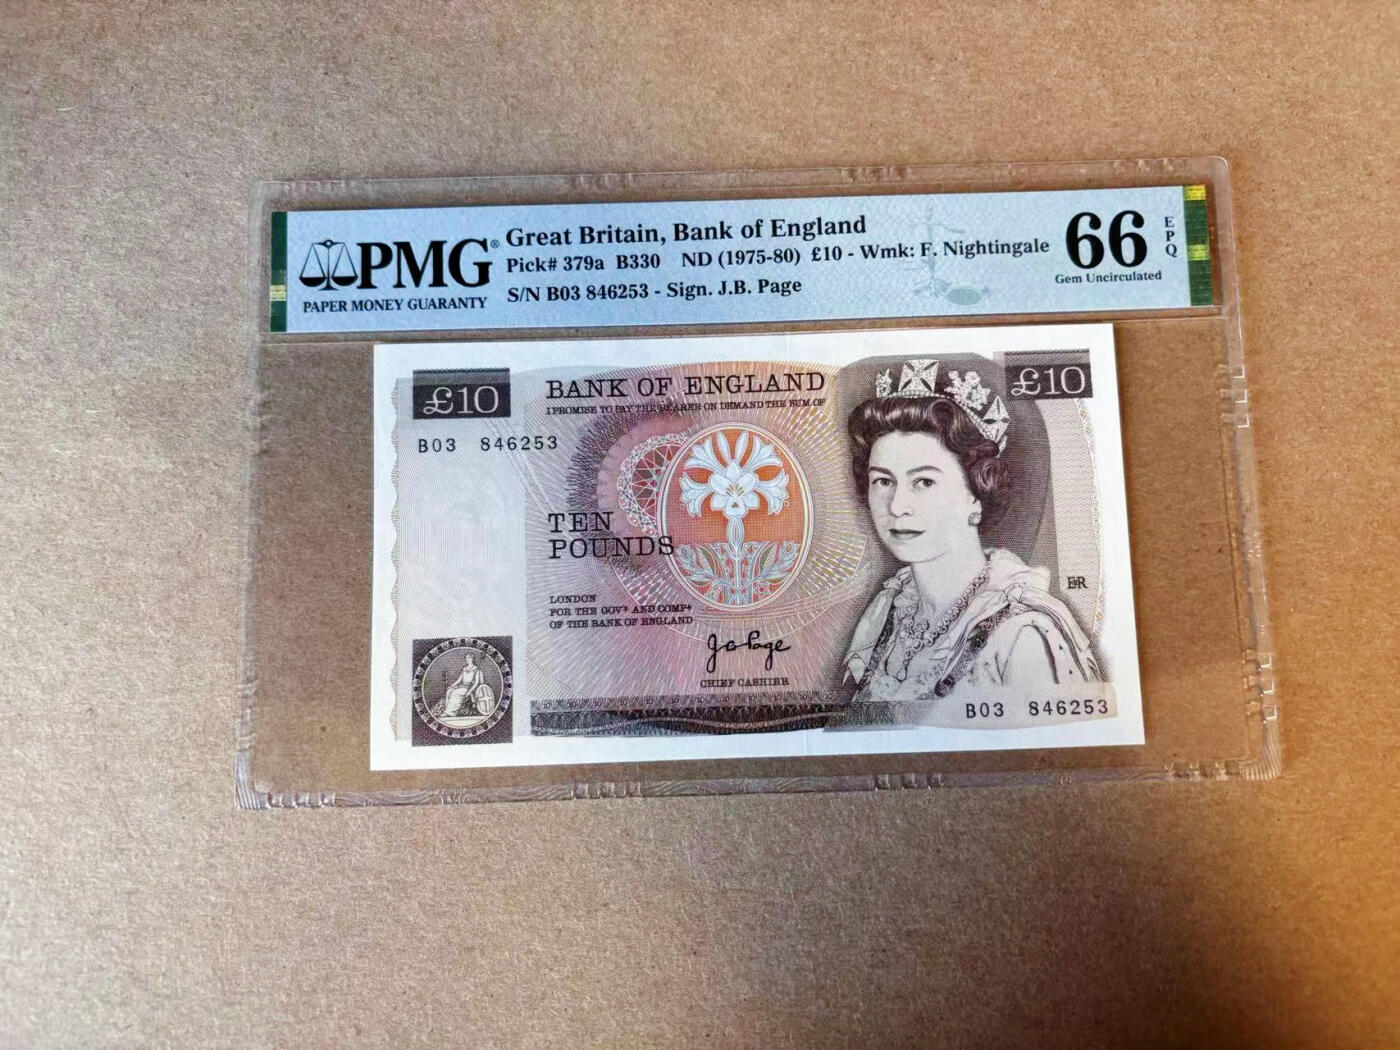 PMG®
PAPER MONEY GUARANTY
Great Britain, Bank of England
Pick# 379a B330 ND (1975-80) £10 - Wmk: F. Nightingale
S/N B03 846253 - Sign. J.B. Page
66
EPQ
Gem Uncirculated
£10
BANK OF ENGLAND
£10
I PROMISE TO PAY THE BEARER ON DEMAND THE SUM OF
B03 846253
TEN
POUNDS
LONDON
FOR THE GOVR AND COMPA
OF THE BANK OF ENGLAND
ER
J B Page
CHIEF CASHIER
B03 846253